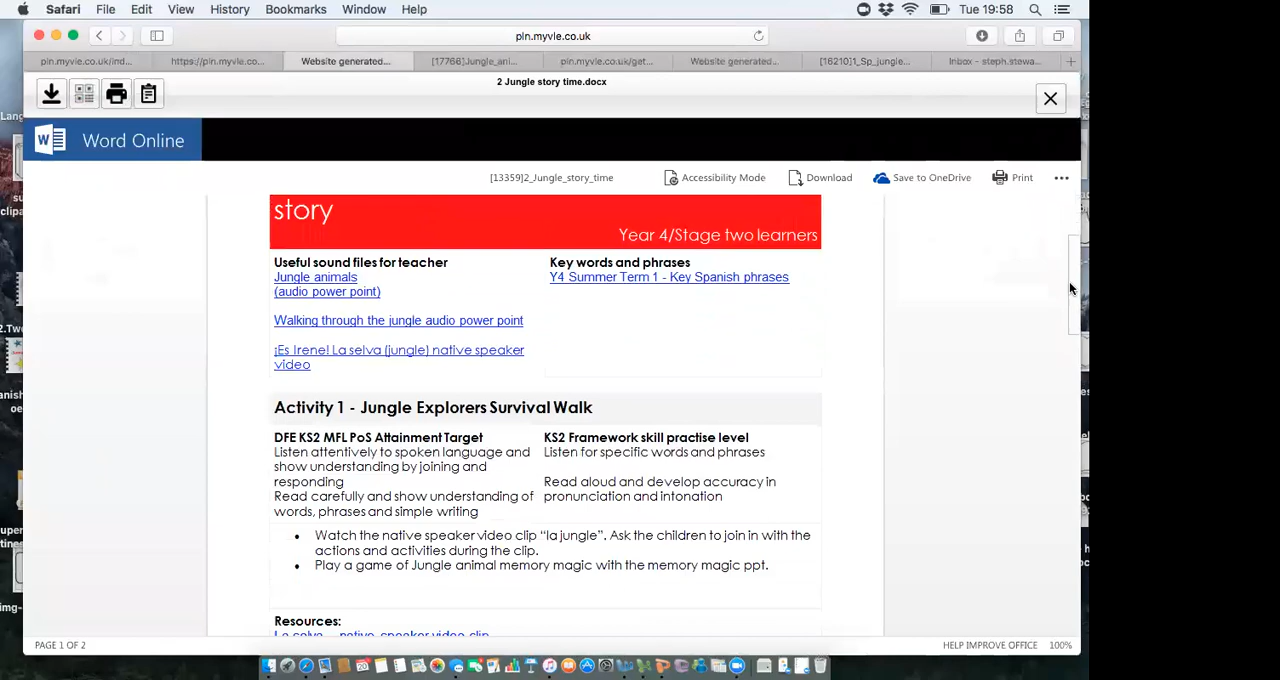 Safari File Edit View History Bookmarks Window Help Tue 19:58
pln.myvle.co.uk
pln.myvle.co.uk/ind... https://pln.myvle.co... Website generated... [17766]Jungle_ani... pln.myvle.co.uk/get... Website generated... [16210]1_Sp_jungle... Inbox - steph.stewa...
2 Jungle story time.docx
Word Online
[13359]2_Jungle_story_time Accessibility Mode Download Save to OneDrive Print
story
Year 4/Stage two learners
Useful sound files for teacher Key words and phrases
Jungle animals Y4 Summer Term 1 - Key Spanish phrases
(audio power point)
Walking through the jungle audio power point
¡Es Irene! La selva (jungle) native speaker
video
Activity 1 - Jungle Explorers Survival Walk
DFE KS2 MFL PoS Attainment Target KS2 Framework skill practise level
Listen attentively to spoken language and Listen for specific words and phrases
show understanding by joining and
responding Read aloud and develop accuracy in
Read carefully and show understanding of pronunciation and intonation
words, phrases and simple writing
• Watch the native speaker video clip “la jungle”. Ask the children to join in with the
actions and activities during the clip.
• Play a game of Jungle animal memory magic with the memory magic ppt.
Resources:
La selva – native speaker video clip
PAGE 1 OF 2 HELP IMPROVE OFFICE 100%